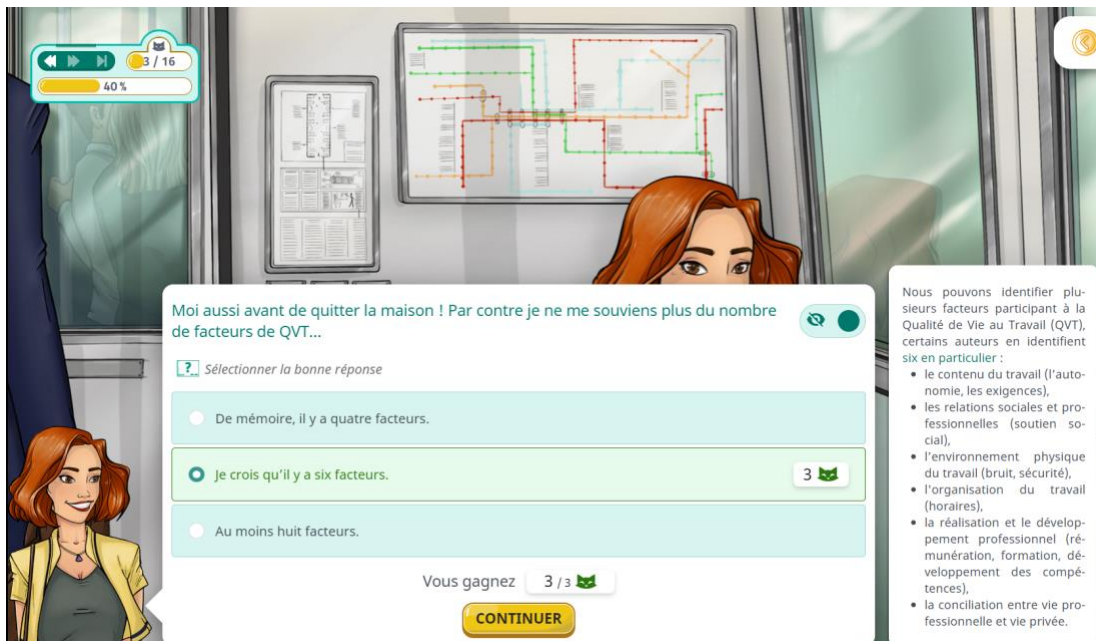 3 / 16
40 %
Moi aussi avant de quitter la maison ! Par contre je ne me souviens plus du nombre
de facteurs de QVT...
? Sélectionner la bonne réponse
De mémoire, il y a quatre facteurs.
Je crois qu'il y a six facteurs.
3
Au moins huit facteurs.
Vous gagnez 3 / 3
CONTINUER
Nous pouvons identifier plu-
sieurs facteurs participant à la
Qualité de Vie au Travail (QVT),
certains auteurs en identifient
six en particulier :
• le contenu du travail (l'auto-
nomie, les exigences),
• les relations sociales et pro-
fessionnelles (soutien so-
cial),
• l'environnement physique
du travail (bruit, sécurité),
• l'organisation du travail
(horaires),
• la réalisation et le dévelop-
pement professionnel (ré-
munération, formation, dé-
veloppement des compé-
tences),
• la conciliation entre vie pro-
fessionnelle et vie privée.